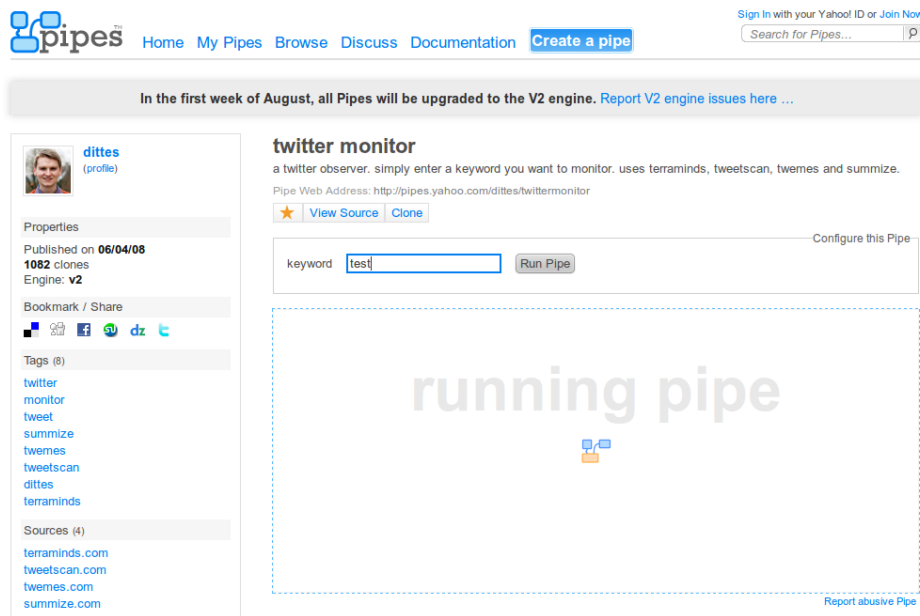 Sign In with your Yahoo! ID or Join Now
pipes™
Home My Pipes Browse Discuss Documentation Create a pipe
Search for Pipes...
In the first week of August, all Pipes will be upgraded to the V2 engine. Report V2 engine issues here ...
dittes
(profile)
Properties
Published on 06/04/08
1082 clones
Engine: v2
Bookmark / Share
dz
Tags (8)
twitter
monitor
tweet
summize
twemes
tweetscan
dittes
terraminds
Sources (4)
terraminds.com
tweetscan.com
twemes.com
summize.com
twitter monitor
a twitter observer. simply enter a keyword you want to monitor. uses terraminds, tweetscan, twemes and summize.
Pipe Web Address: http://pipes.yahoo.com/dittes/twittermonitor
View Source Clone
Configure this Pipe
keyword test Run Pipe
running pipe
Report abusive Pipe